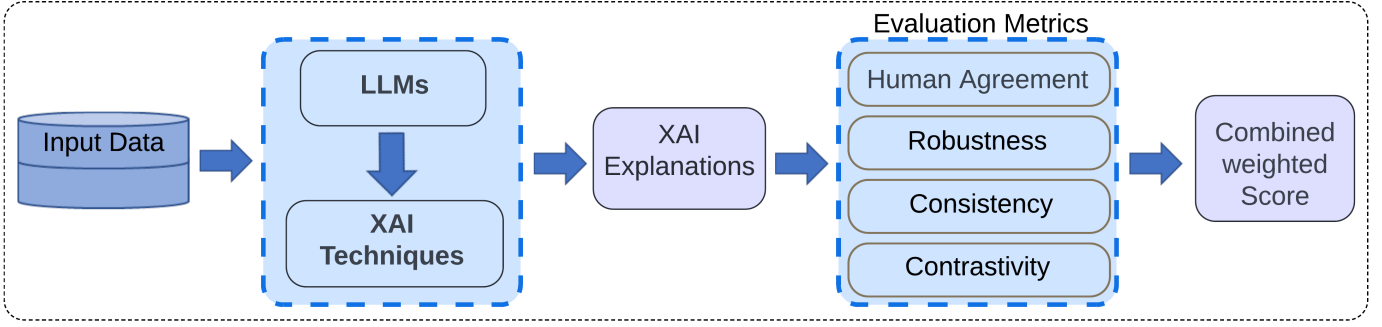 Evaluation Metrics
Input Data
LLMs
XAI
Techniques
XAI
Explanations
Human Agreement
Robustness
Consistency
Contrastivity
Combined
weighted
Score